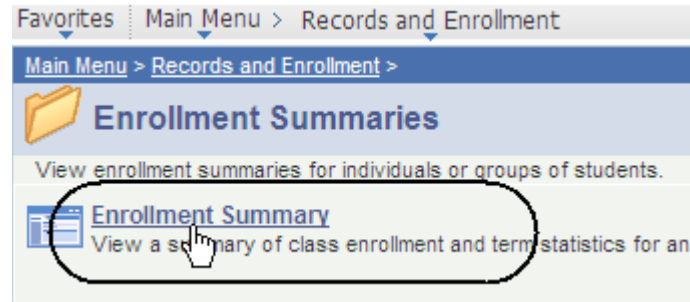 Favorites Main Menu > Records and Enrollment
Main Menu > Records and Enrollment >
Enrollment Summaries
View enrollment summaries for individuals or groups of students.
Enrollment Summary
View a summary of class enrollment and term statistics for an